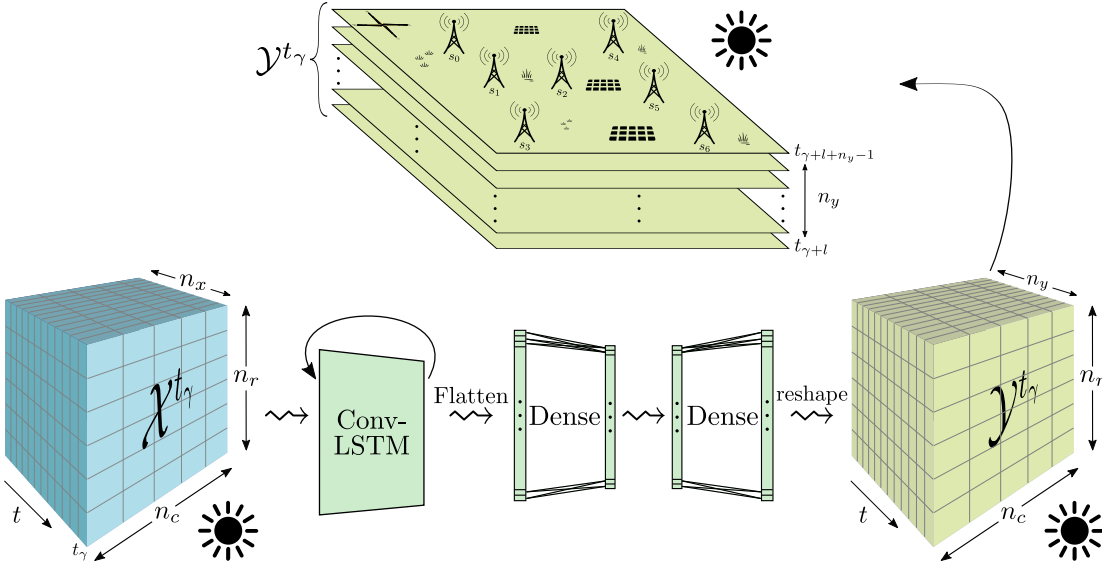 𝒴^{t_γ}
s_0
s_4
s_1
s_2
s_5
s_3
s_6
t_{γ+l+n_y−1}
n_y
t_{γ+l}
n_x
n_r
𝒳^{t_γ}
t
t_γ
n_c
Conv-
LSTM
Flatten
Dense
Dense
reshape
n_y
n_r
𝒴^{t_γ}
t
n_c